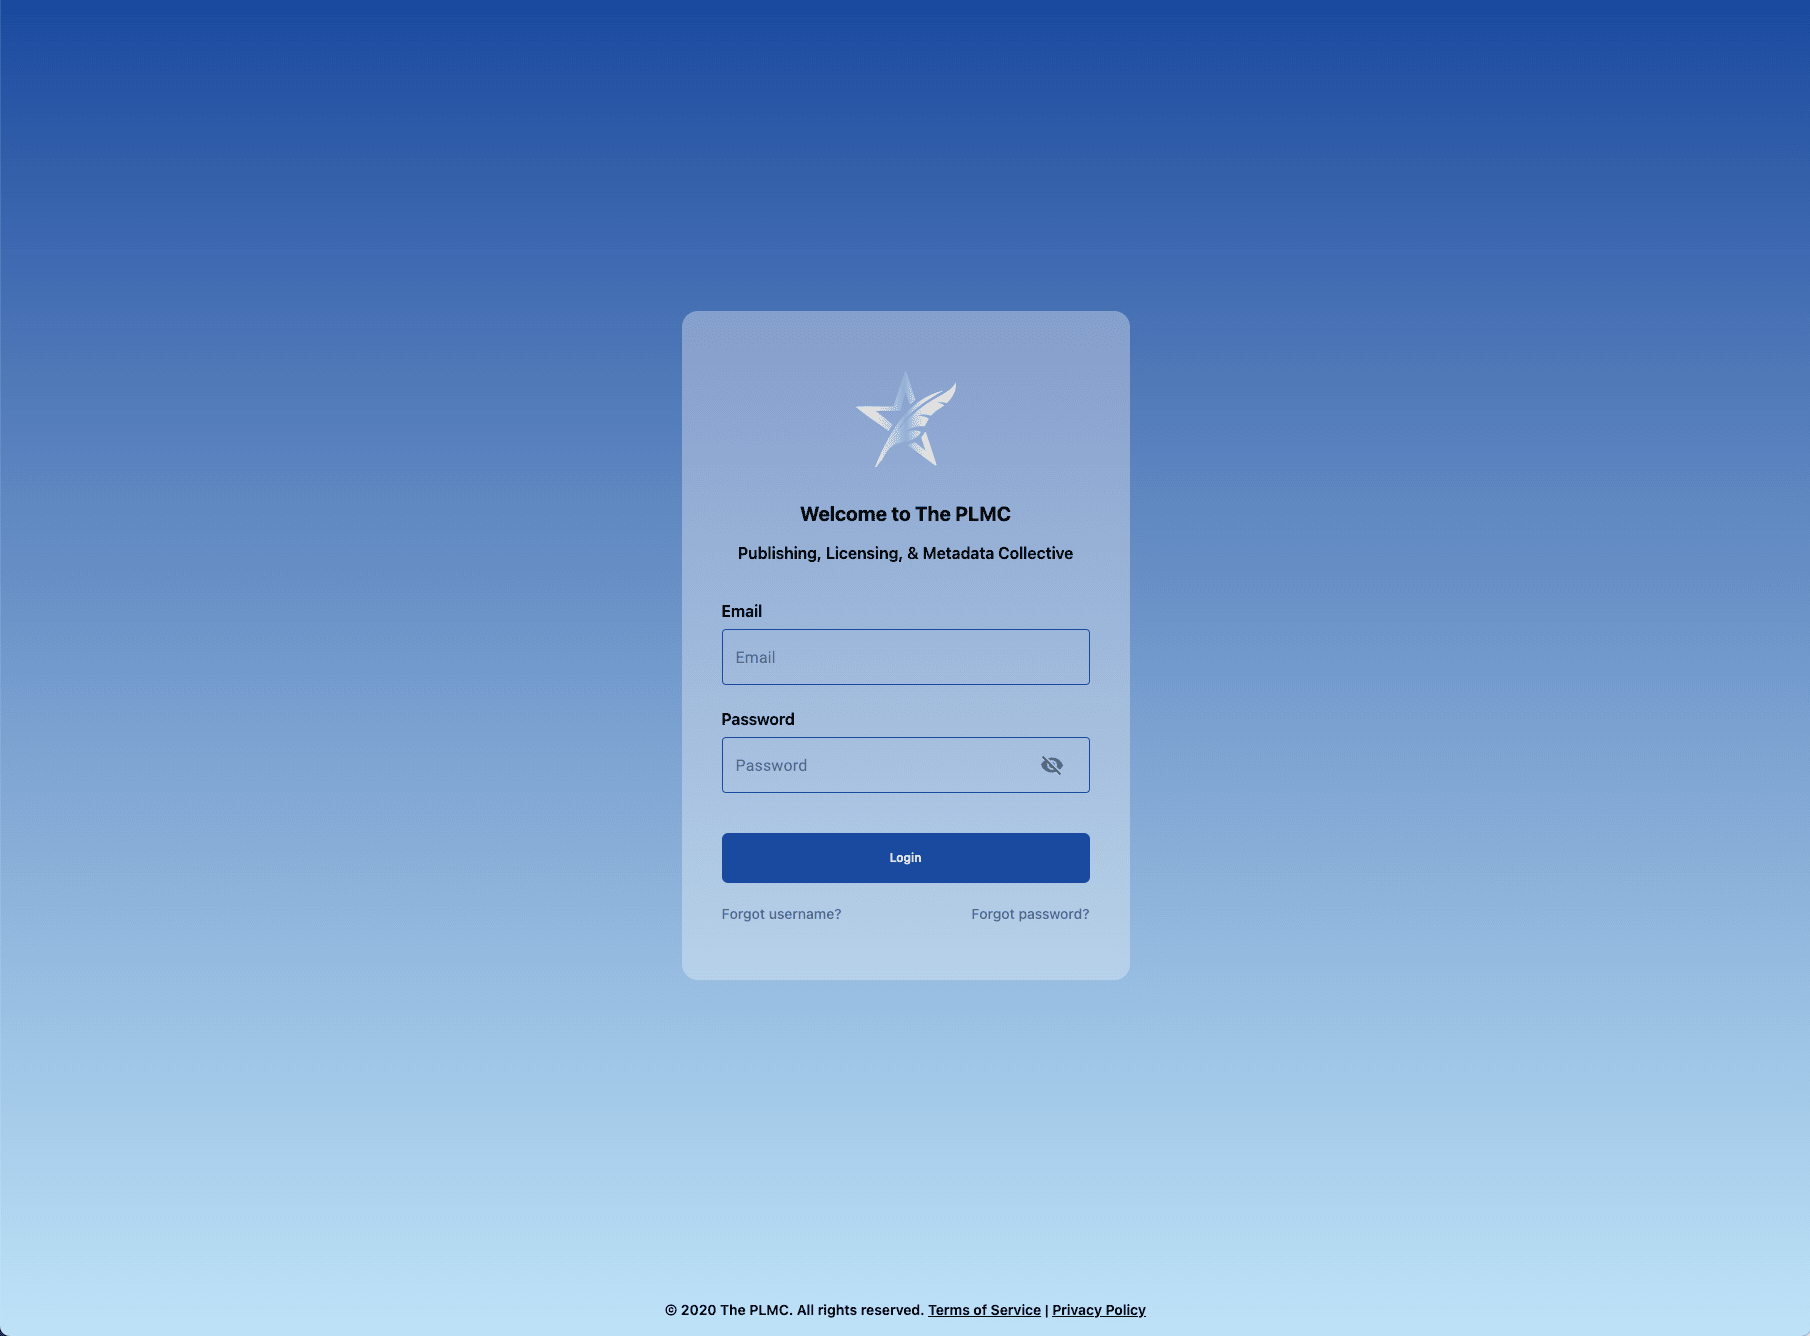 Welcome to The PLMC
Publishing, Licensing, & Metadata Collective
Email
Email
Password
Password
Login
Forgot username? Forgot password?
© 2020 The PLMC. All rights reserved. Terms of Service | Privacy Policy